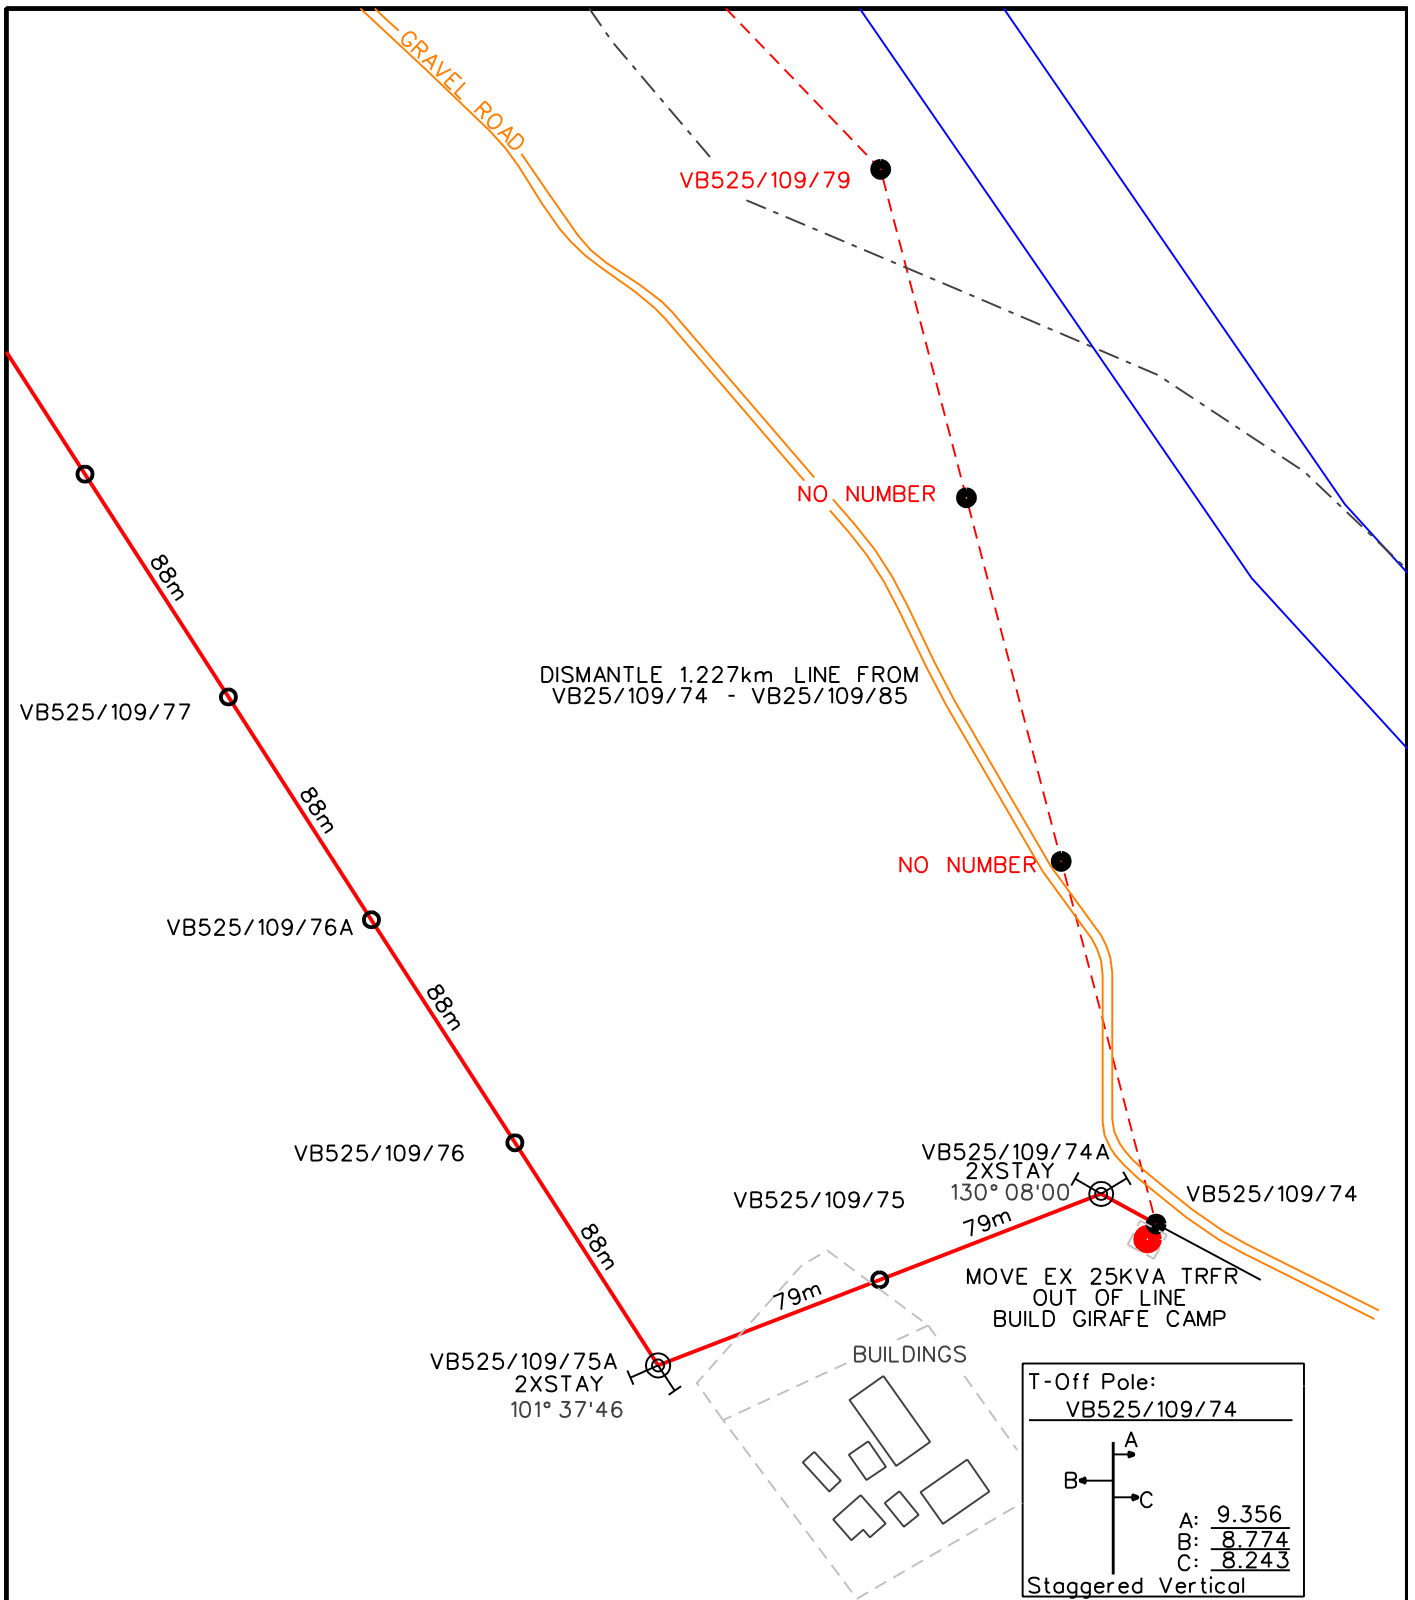 GRAVEL ROAD
VB525/109/79
NO NUMBER
88m
DISMANTLE 1.227km LINE FROM
VB25/109/74 - VB25/109/85
VB525/109/77
88m
NO NUMBER
VB525/109/76A
88m
VB525/109/76
VB525/109/74A
2XSTAY
130° 08'00
VB525/109/75
VB525/109/74
79m
88m
MOVE EX 25KVA TRFR
OUT OF LINE
BUILD GIRAFE CAMP
79m
BUILDINGS
VB525/109/75A
2XSTAY
101° 37'46
T-Off Pole:
VB525/109/74
A
B
C
A: 9.356
B: 8.774
C: 8.243
Staggered Vertical